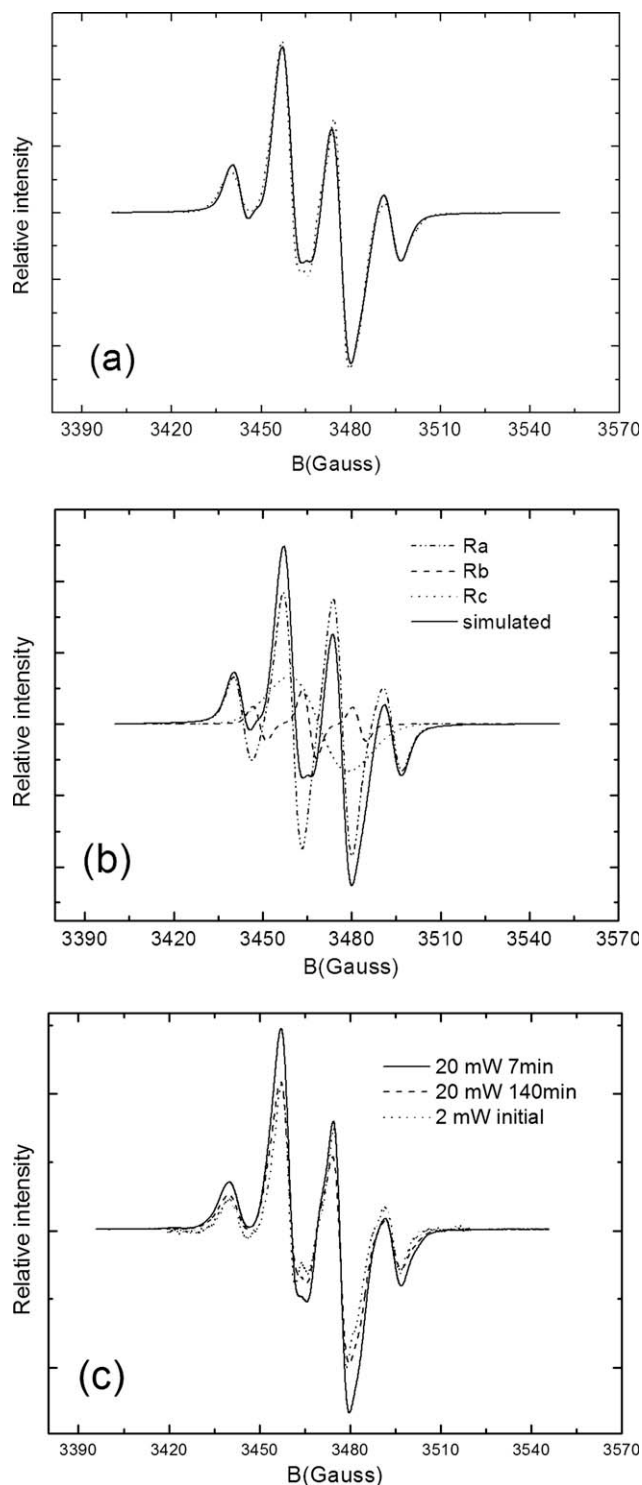 Relative intensity
(a)
3390 3420 3450 3480 3510 3540 3570
B(Gauss)
Ra
Rb
Rc
simulated
Relative intensity
(b)
3390 3420 3450 3480 3510 3540 3570
B(Gauss)
20 mW 7min
20 mW 140min
2 mW initial
Relative intensity
(c)
3390 3420 3450 3480 3510 3540 3570
B(Gauss)